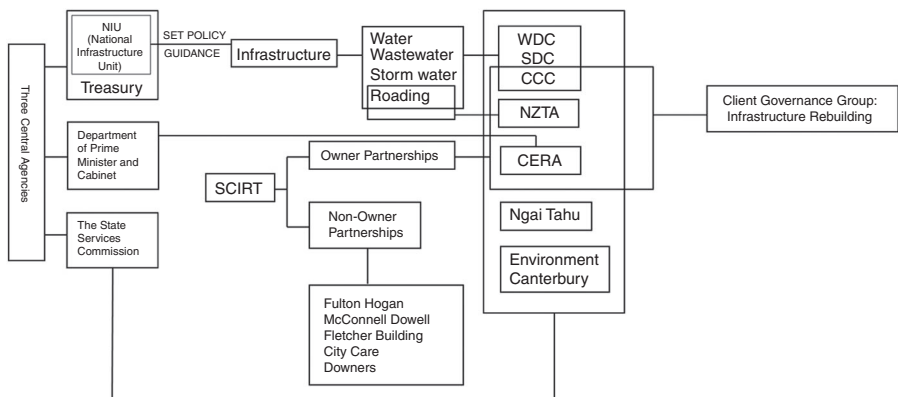 Three Central Agencies
NIU
(National
Infrastructure
Unit)
Treasury
SET POLICY
GUIDANCE
Infrastructure
Water
Wastewater
Storm water
Roading
WDC
SDC
CCC
NZTA
CERA
Ngai Tahu
Environment
Canterbury
Client Governance Group:
Infrastructure Rebuilding
Department
of Prime
Minister and
Cabinet
The State
Services
Commission
SCIRT
Owner Partnerships
Non-Owner
Partnerships
Fulton Hogan
McConnell Dowell
Fletcher Building
City Care
Downers